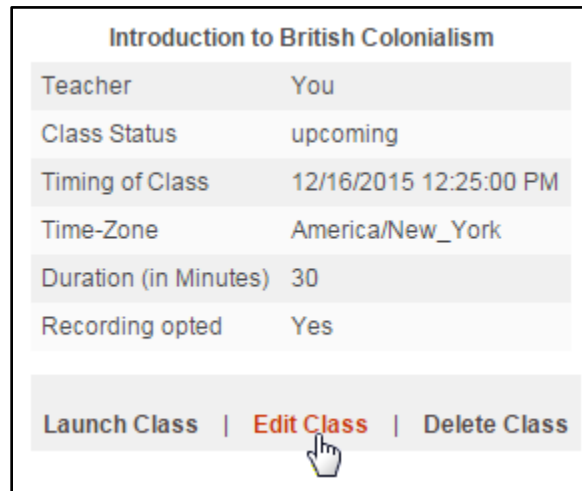 Introduction to British Colonialism
Teacher You
Class Status upcoming
Timing of Class 12/16/2015 12:25:00 PM
Time-Zone America/New_York
Duration (in Minutes) 30
Recording opted Yes
Launch Class | Edit Class | Delete Class